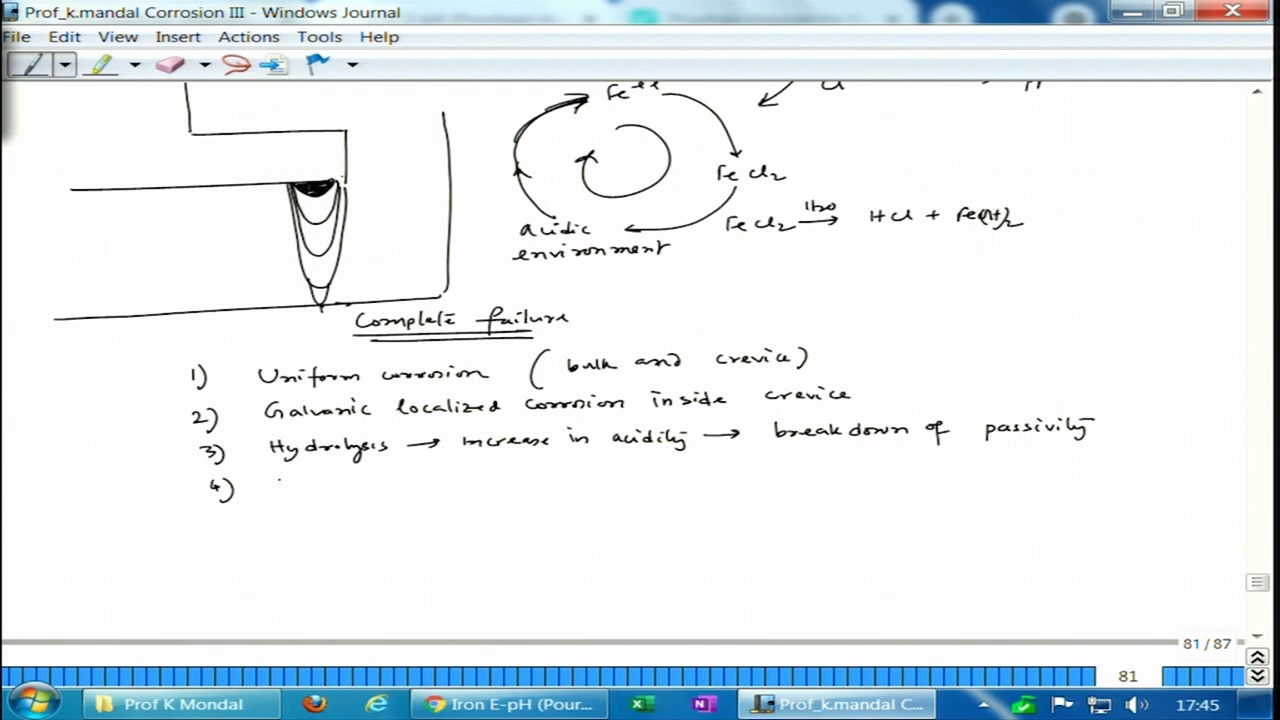 Prof_k.mandal Corrosion III - Windows Journal
File Edit View Insert Actions Tools Help
Fe++
Cl
FeCl2
FeCl2 H2O HCl + Fe(OH)2
acidic
environment
Complete failure
1) Uniform corrosion (bulk and crevice)
2) Galvanic localized corrosion inside crevice
3) Hydrolysis → increase in acidity → breakdown of passivity
4)
81 / 87
81
Prof K Mondal
Iron E-pH (Pour...
Prof_k.mandal C...
17:45